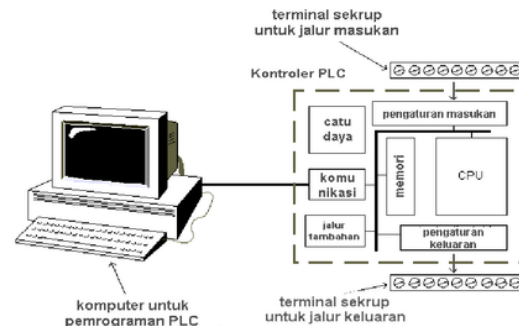 terminal sekrup
untuk jalur masukan
Kontroler PLC
pengaturan masukan
catu
daya
komu
nikasi
memori
CPU
jalur
tambahan
pengaturan
keluaran
komputer untuk
pemrograman PLC
terminal sekrup
untuk jalur keluaran